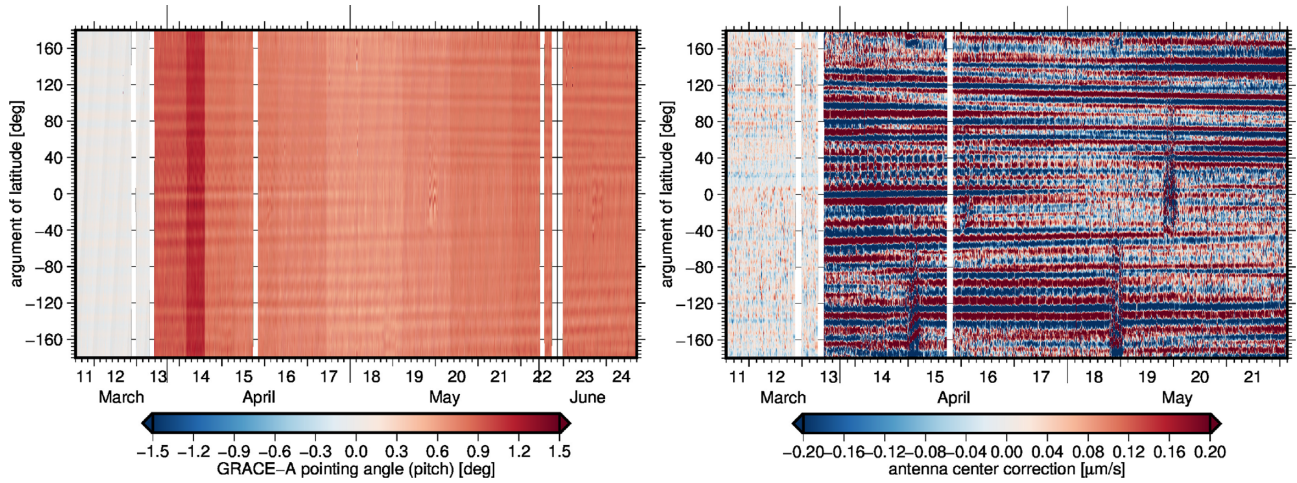 160
120
80
40
0
−40
−80
−120
−160
argument of latitude [deg]
11 12 13 14 15 16 17 18 19 20 21 22 23 24
March April May June
−1.5 −1.2 −0.9 −0.6 −0.3 0.0 0.3 0.6 0.9 1.2 1.5
GRACE−A pointing angle (pitch) [deg]
160
120
80
40
0
−40
−80
−120
−160
argument of latitude [deg]
11 12 13 14 15 16 17 18 19 20 21
March April May
−0.20 −0.16 −0.12 −0.08 −0.04 0.00 0.04 0.08 0.12 0.16 0.20
antenna center correction [μm/s]